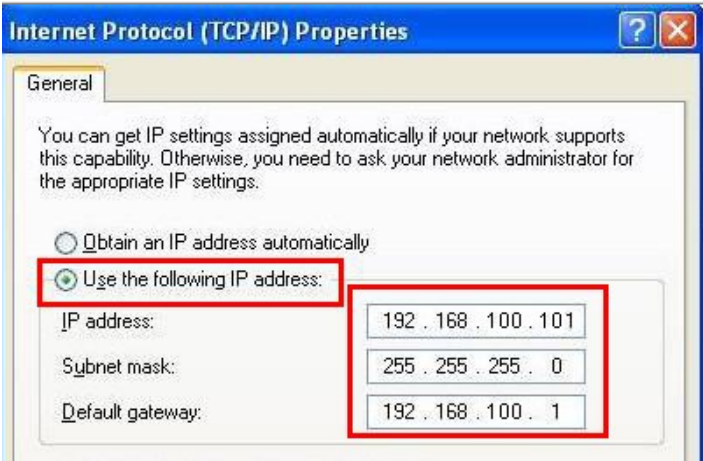 Internet Protocol (TCP/IP) Properties
General
You can get IP settings assigned automatically if your network supports
this capability. Otherwise, you need to ask your network administrator for
the appropriate IP settings.
Obtain an IP address automatically
Use the following IP address:
IP address: 192 . 168 . 100 . 101
Subnet mask: 255 . 255 . 255 . 0
Default gateway: 192 . 168 . 100 . 1